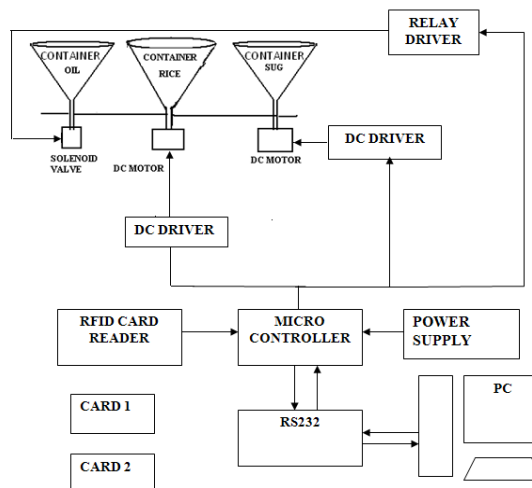 RELAY
DRIVER
CONTAINER
OIL
CONTAINER
RICE
CONTAINER
SUG
SOLENOID
VALVE
DC MOTOR
DC MOTOR
DC DRIVER
DC DRIVER
RFID CARD
READER
MICRO
CONTROLLER
POWER
SUPPLY
CARD 1
RS232
PC
CARD 2